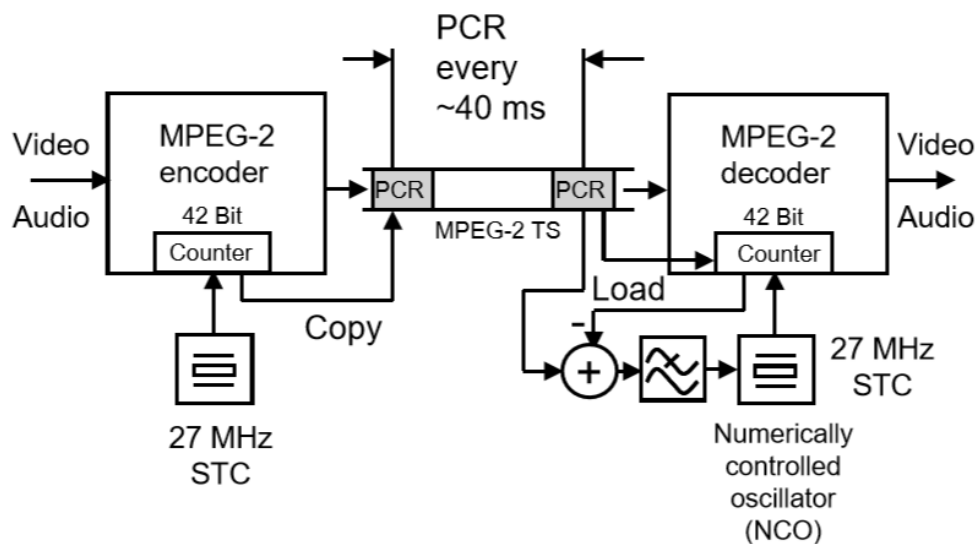 PCR
every
~40 ms
Video
Audio
MPEG-2
encoder
42 Bit
Counter
PCR
PCR
MPEG-2 TS
MPEG-2
decoder
42 Bit
Counter
Video
Audio
Copy
Load
-
+
27 MHz
STC
27 MHz
STC
Numerically
controlled
oscillator
(NCO)